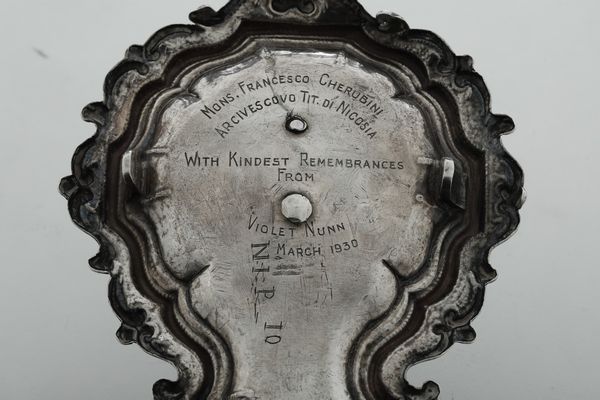 Mons. Francesco Cherubini
Arcivescovo Tit. di Nicosia
With Kindest Remembrances
From
Violet Nunn
March 1930
N.I.P. 10